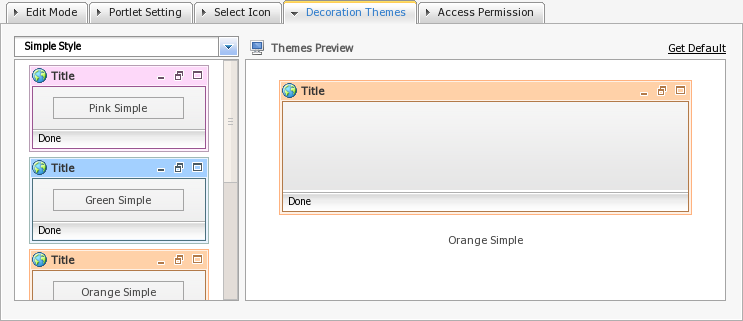 Edit Mode
Portlet Setting
Select Icon
Decoration Themes
Access Permission
Simple Style
Themes Preview
Get Default
Title
Pink Simple
Done
Title
Green Simple
Done
Title
Orange Simple
Title
Done
Orange Simple